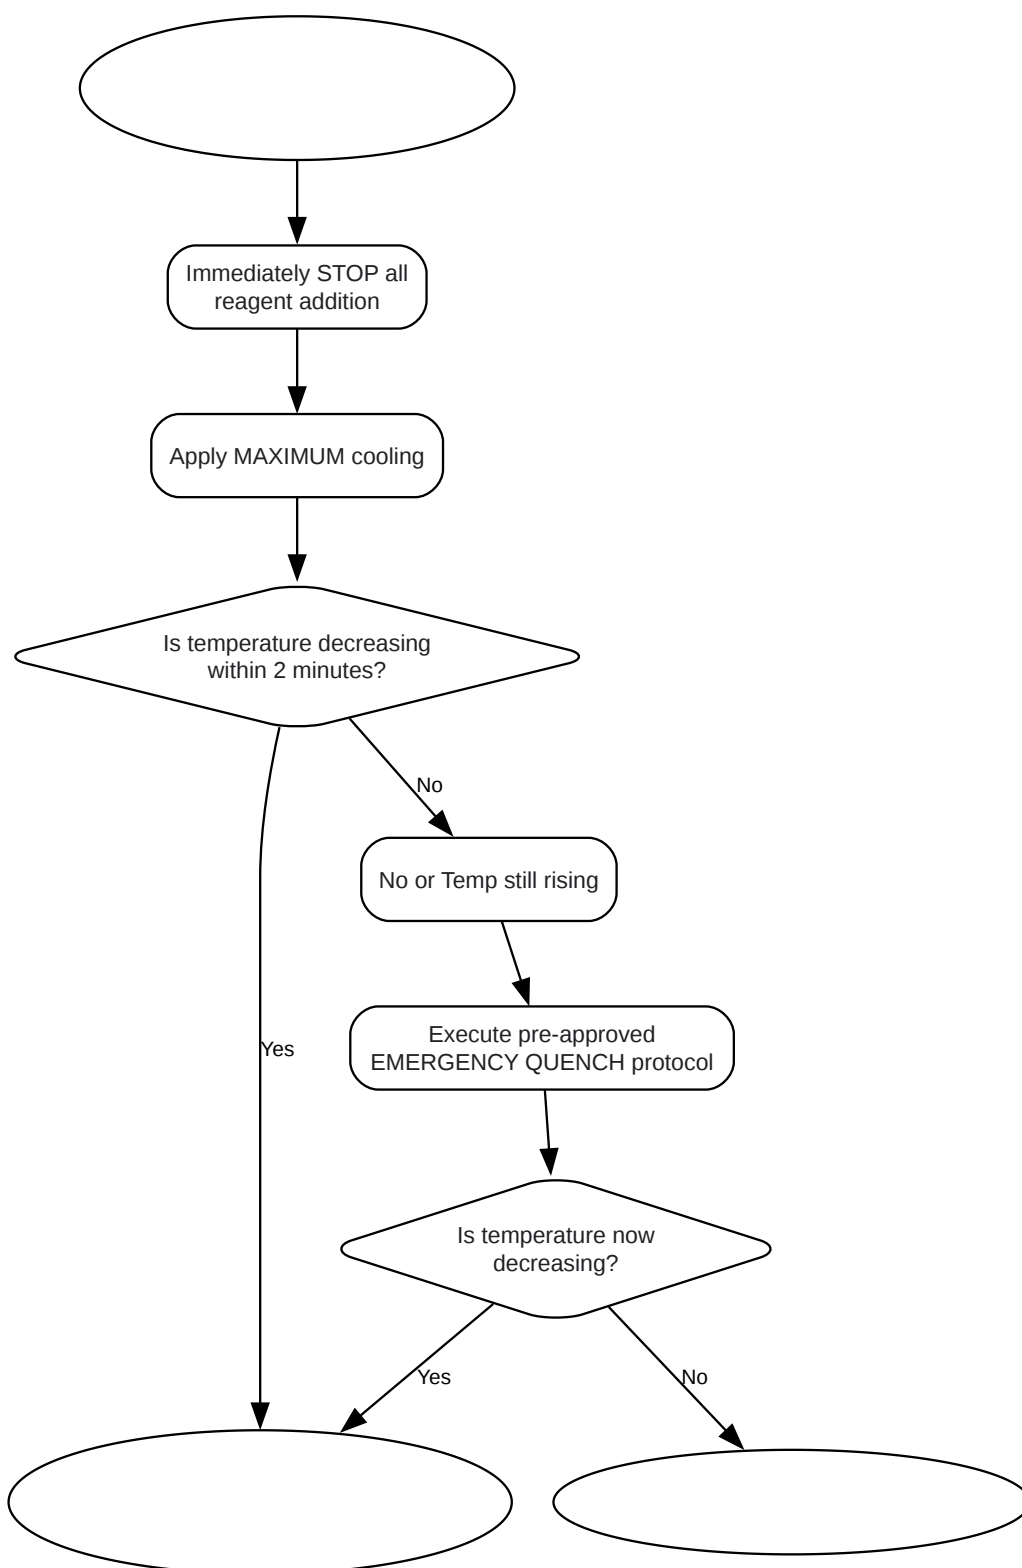 Immediately STOP all
reagent addition
Apply MAXIMUM cooling
Is temperature decreasing
within 2 minutes?
No
No or Temp still rising
Execute pre-approved
EMERGENCY QUENCH protocol
Yes
Is temperature now
decreasing?
Yes
No